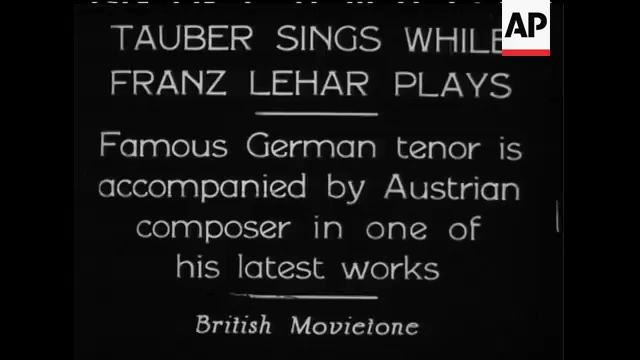 AP
TAUBER SINGS WHILE
FRANZ LEHAR PLAYS
Famous German tenor is
accompanied by Austrian
composer in one of
his latest works
British Movietone